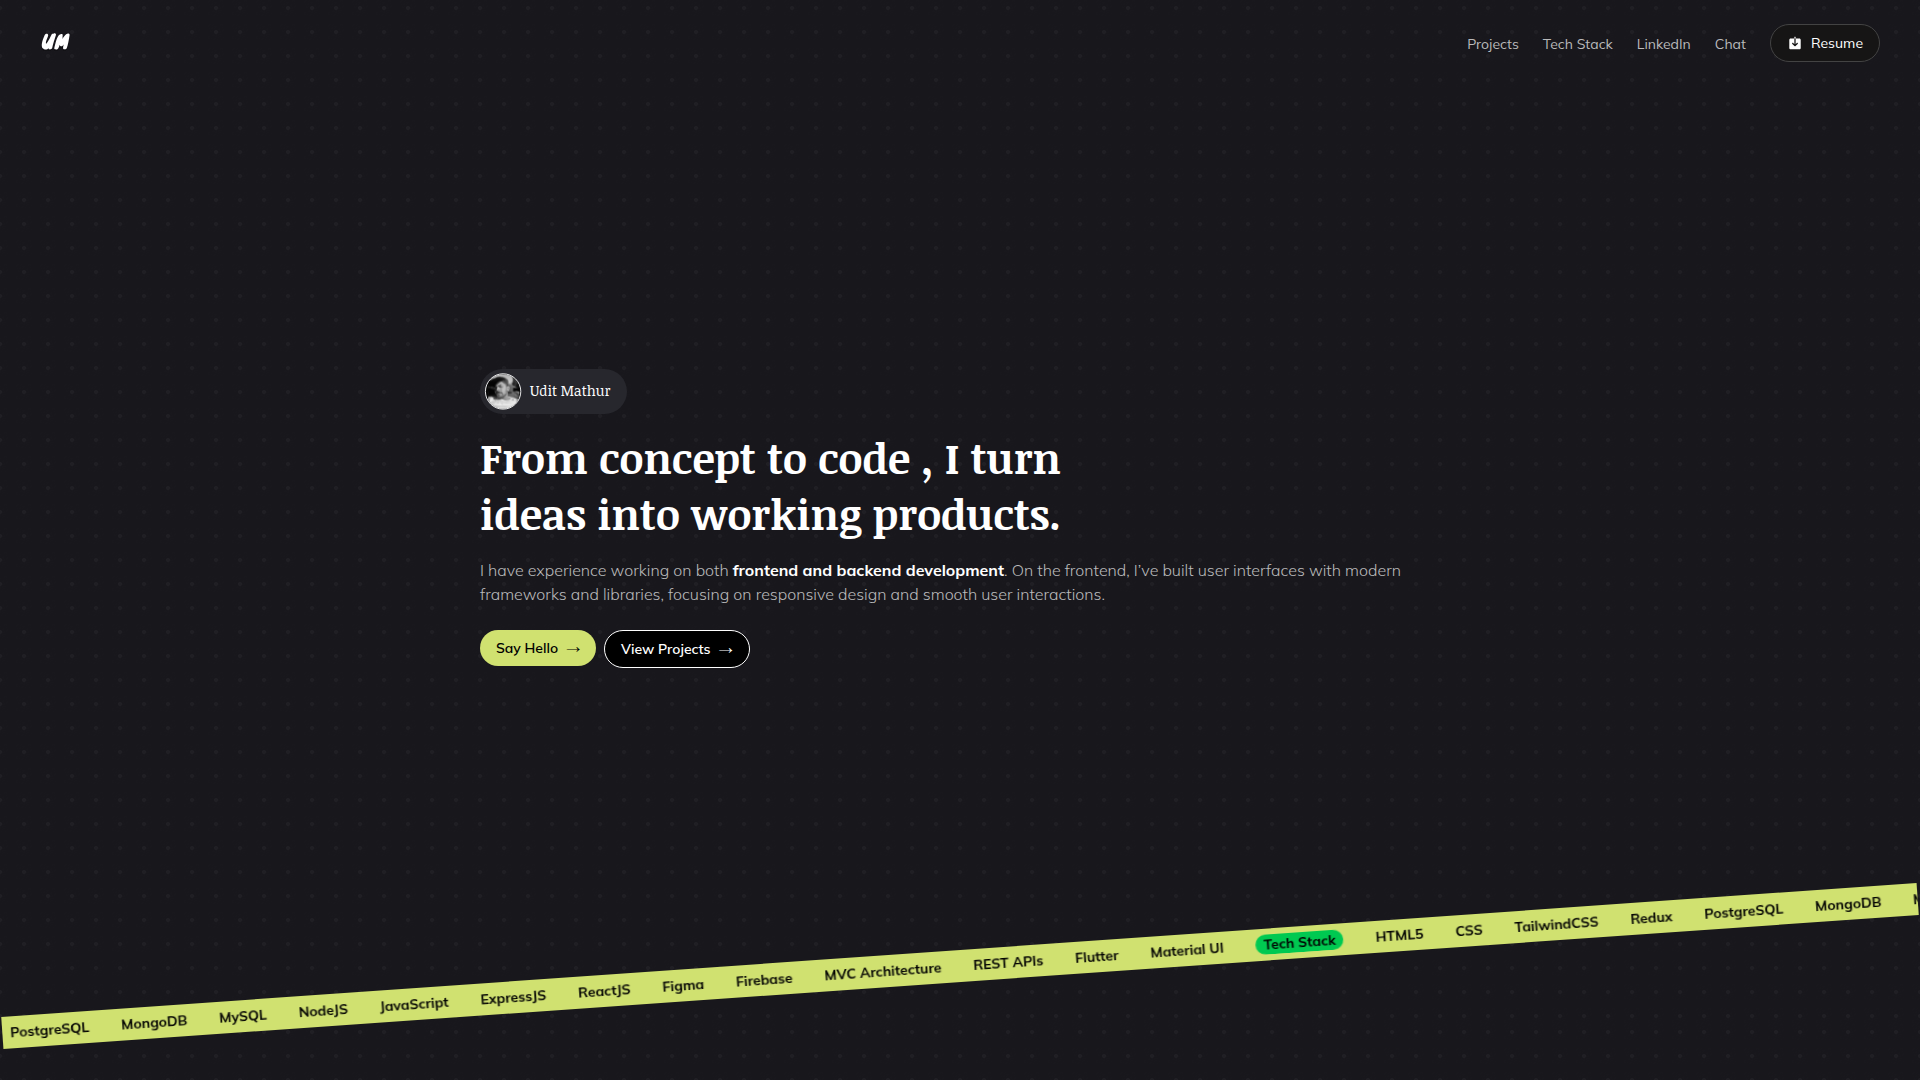 UM
Projects Tech Stack LinkedIn Chat Resume
Udit Mathur
From concept to code , I turn
ideas into working products.
I have experience working on both frontend and backend development. On the frontend, I’ve built user interfaces with modern
frameworks and libraries, focusing on responsive design and smooth user interactions.
Say Hello → View Projects →
PostgreSQL MongoDB MySQL NodeJS JavaScript ExpressJS ReactJS Figma Firebase MVC Architecture REST APIs Flutter Material UI Tech Stack HTML5 CSS TailwindCSS Redux PostgreSQL MongoDB